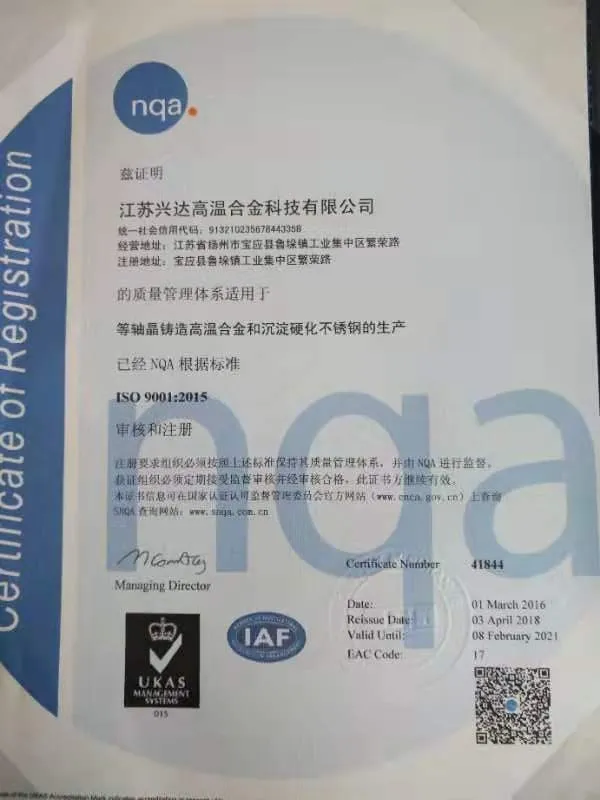 Certificate of Registration
nqa.
兹证明
江苏兴达高温合金科技有限公司
统一社会信用代码：91321023567844335B
经营地址：江苏省扬州市宝应县鲁垛镇工业集中区繁荣路
注册地址：宝应县鲁垛镇工业集中区繁荣路
的质量管理体系适用于
等轴晶铸造高温合金和沉淀硬化不锈钢的生产
已经 NQA 根据标准
ISO 9001:2015
审核和注册
注册要求组织必须按照上述标准保持其质量管理体系，并由 NQA 进行监督。
获证组织必须定期接受监督审核并经审核合格，此证书方继续有效。
本证书信息可在国家认证认可监督管理委员会官方网站（www.cnca.gov.cn）上查询
SNQA 查询网站：www.snqa.com.cn
nqa
Managing Director
Certificate Number 41844
Date: 01 March 2016
Reissue Date: 03 April 2018
Valid Until: 08 February 2021
EAC Code: 17
UKAS
MANAGEMENT
SYSTEMS
015
IAF